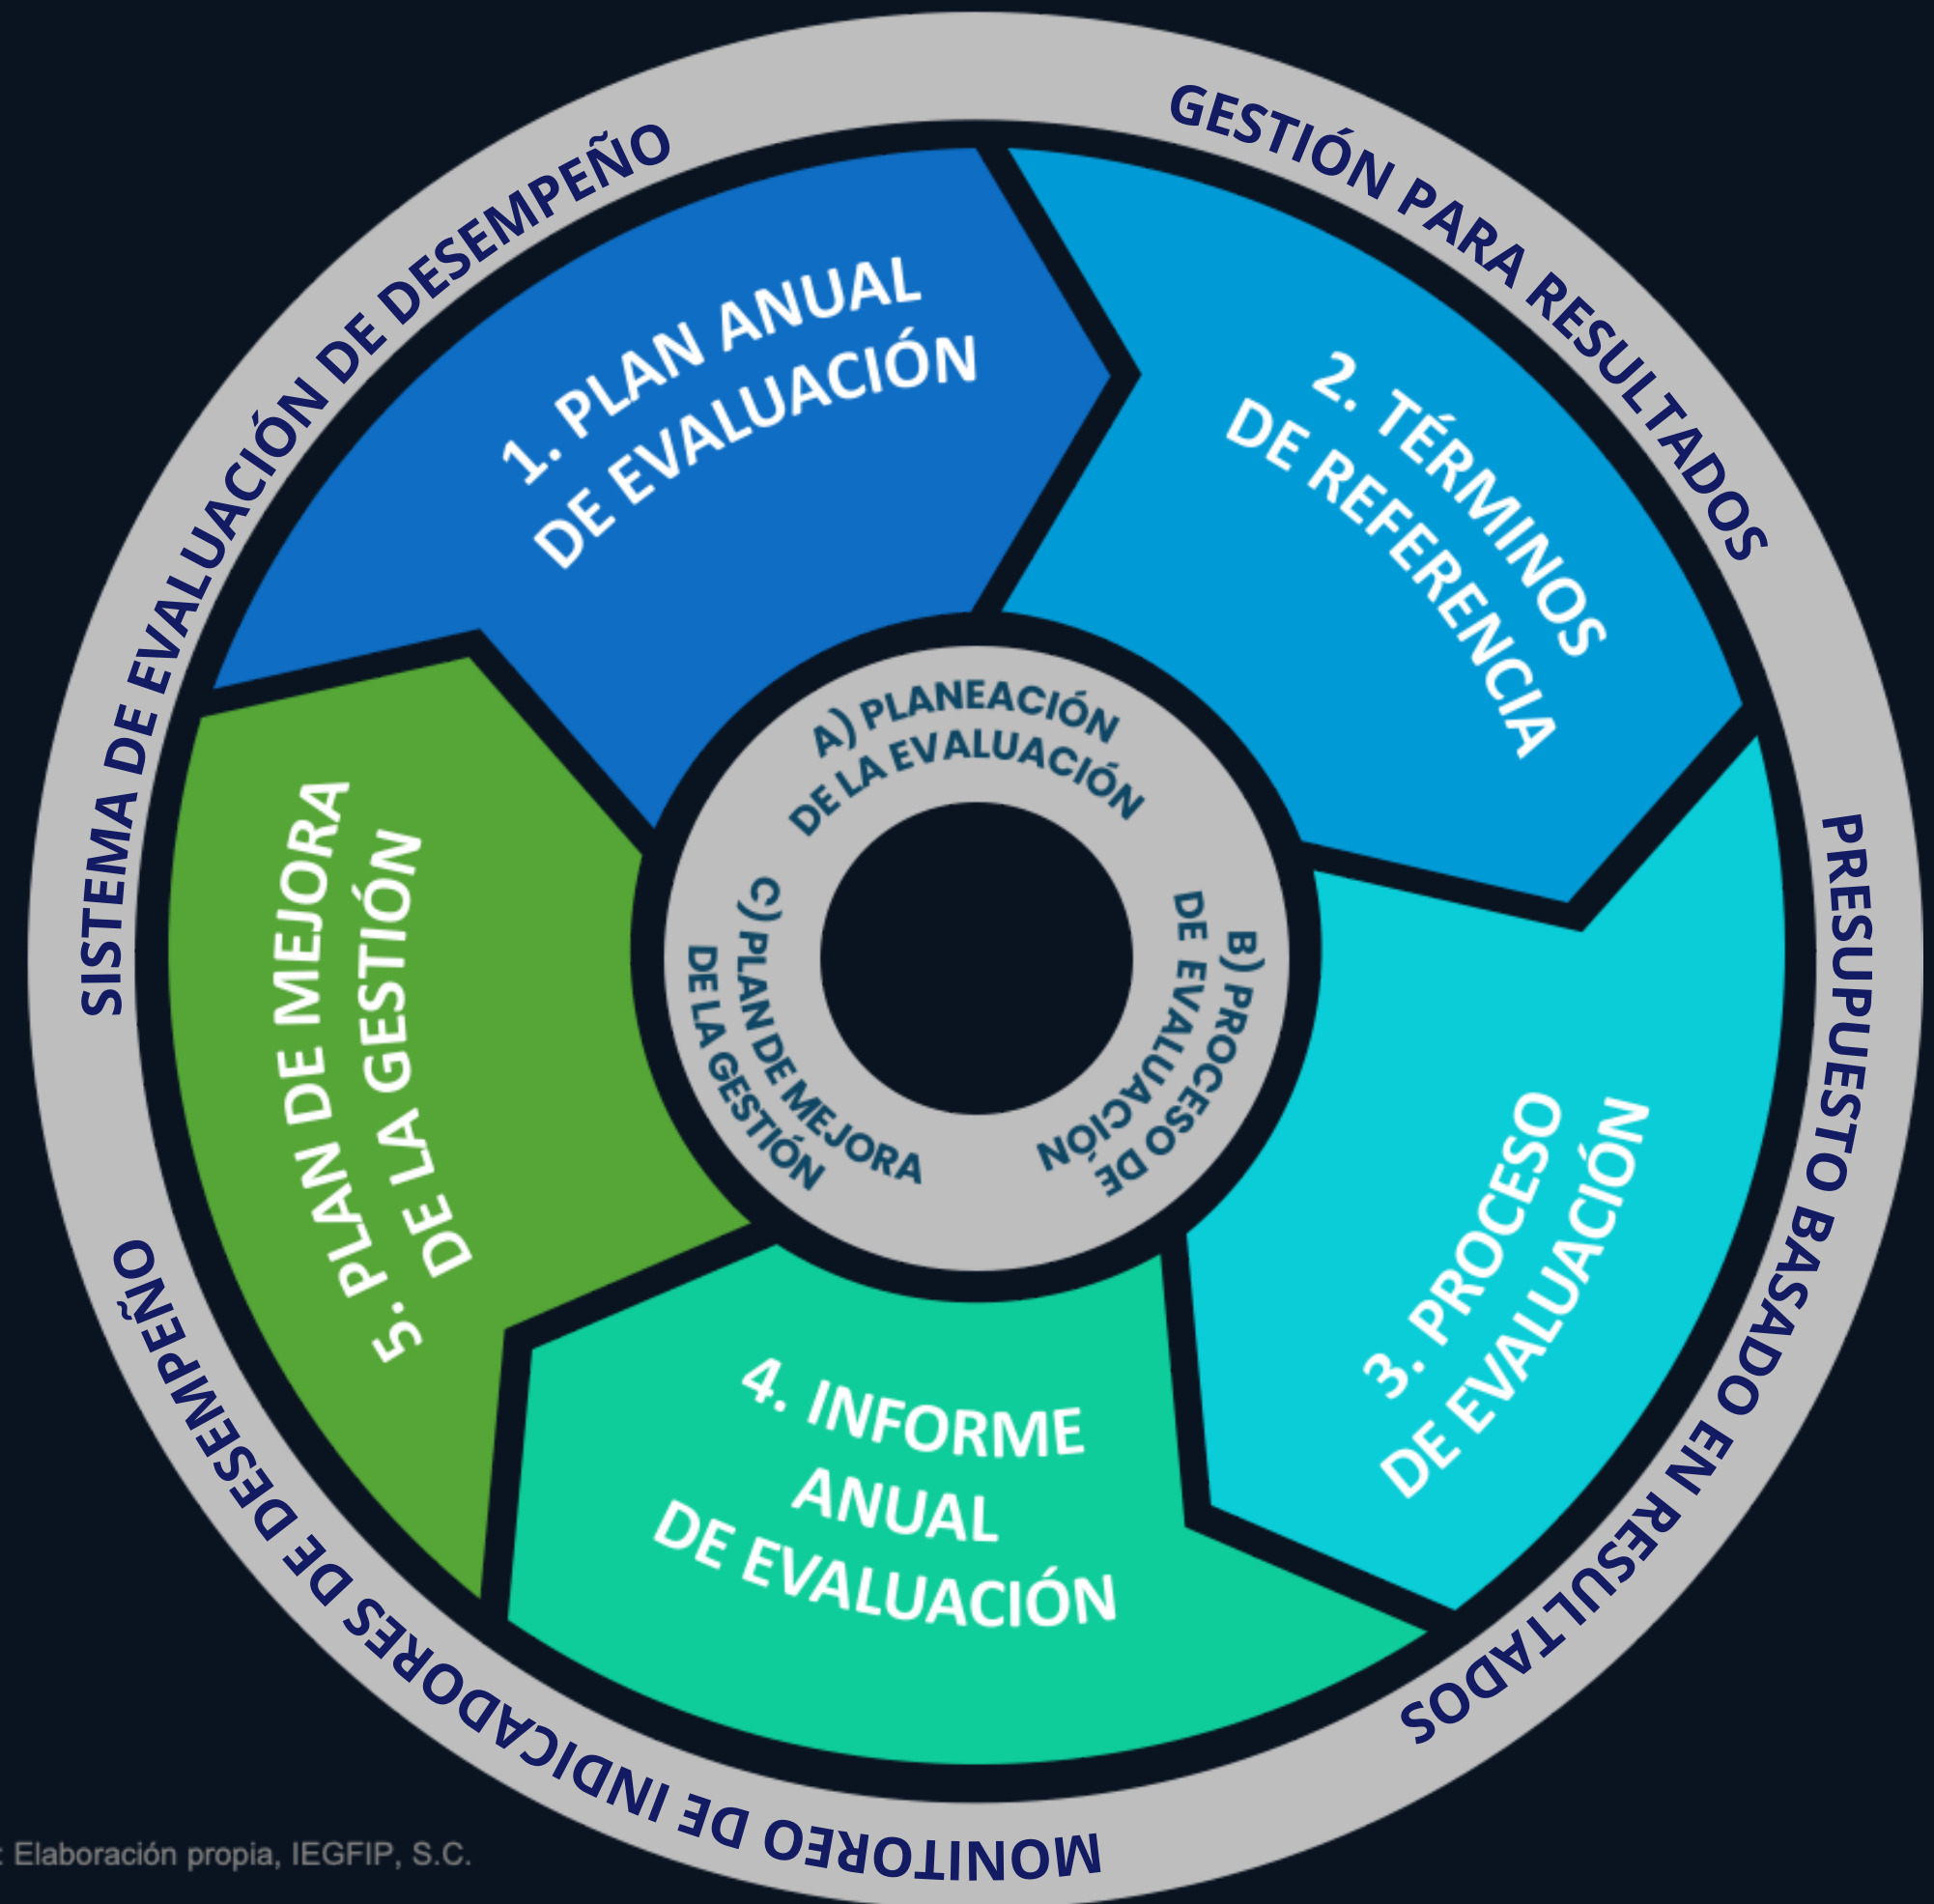 SISTEMA DE EVALUACIÓN DE DESEMPEÑO
GESTIÓN PARA RESULTADOS
PRESUPUESTO BASADO EN RESULTADOS
MONITOREO DE INDICADORES DE DESEMPEÑO
1. PLAN ANUAL
DE EVALUACIÓN
2. TÉRMINOS
DE REFERENCIA
3. PROCESO
DE EVALUACIÓN
4. INFORME
ANUAL
DE EVALUACIÓN
5. PLAN DE MEJORA
DE LA GESTIÓN
A) PLANEACIÓN
DE LA EVALUACIÓN
B) PROCESO DE
DE EVALUACIÓN
C) PLAN DE MEJORA
DE LA GESTIÓN
: Elaboración propia, IEGFIP, S.C.